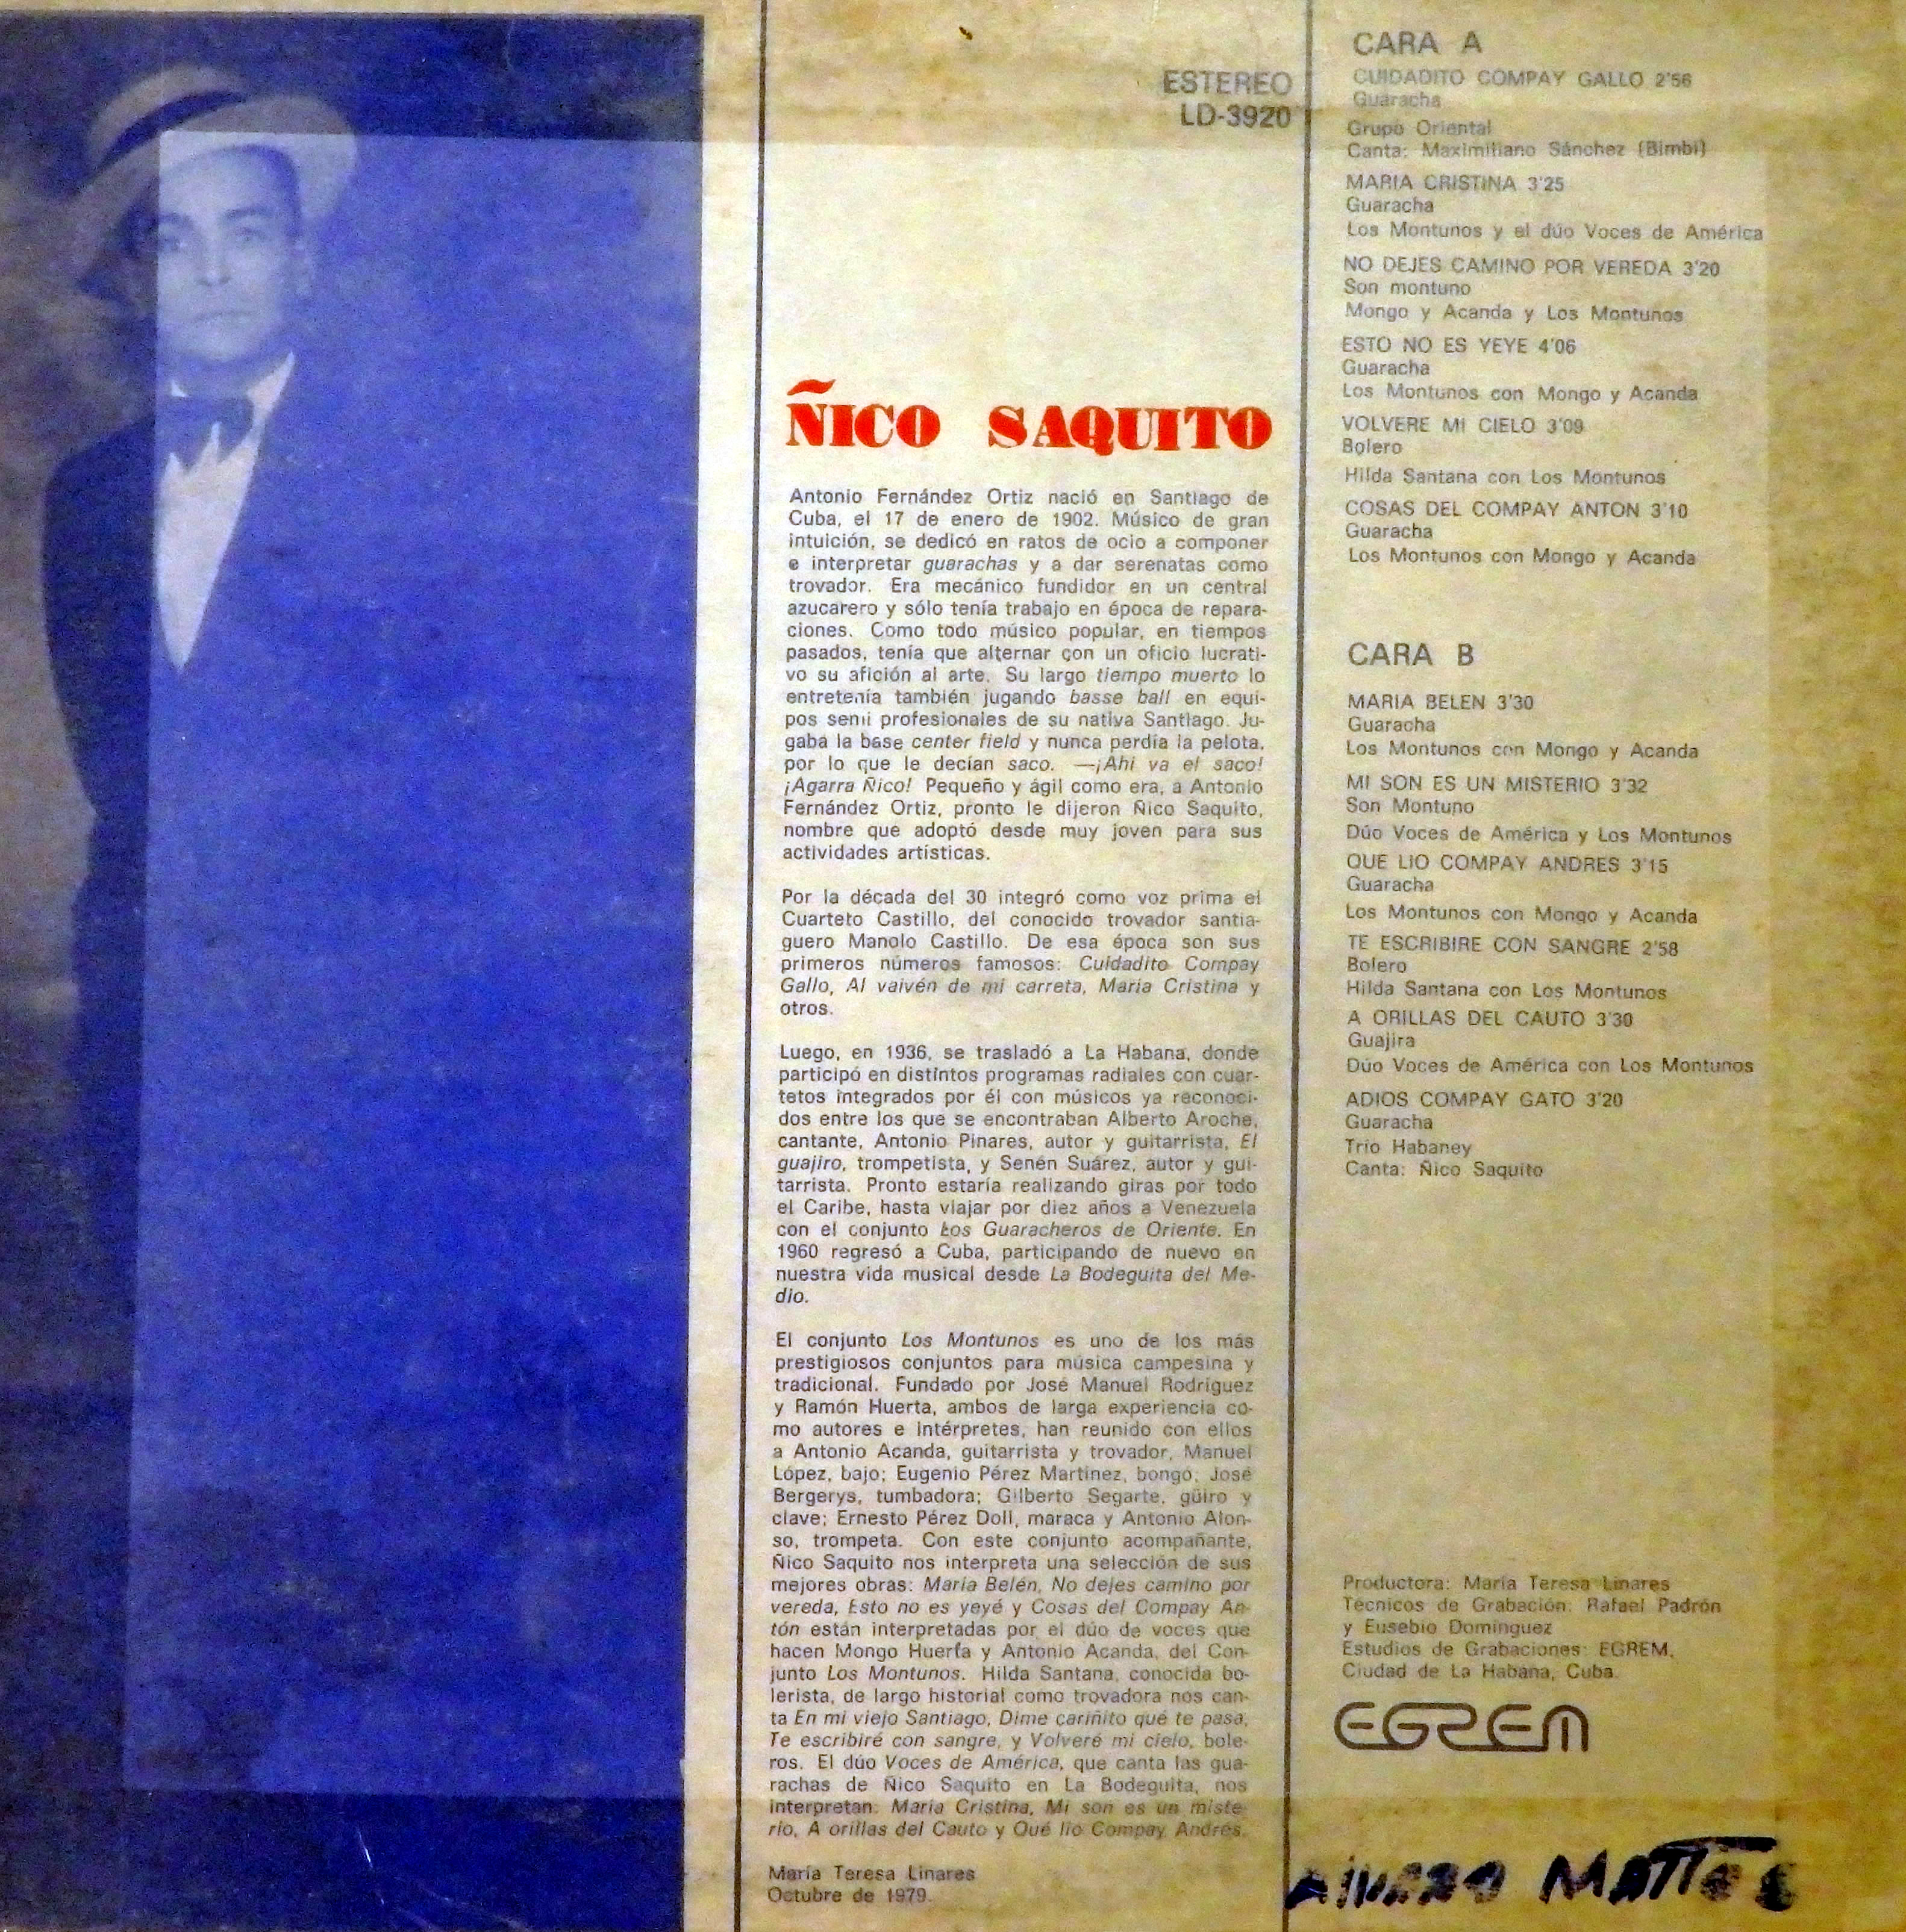 ESTEREO
LD-3920
ÑICO SAQUITO
Antonio Fernández Ortiz nació en Santiago de
Cuba, el 17 de enero de 1902. Músico de gran
intuición, se dedicó en ratos de ocio a componer
e interpretar guarachas y a dar serenatas como
trovador. Era mecánico fundidor en un central
azucarero y sólo tenía trabajo en época de repara-
ciones. Como todo músico popular, en tiempos
pasados, tenía que alternar con un oficio lucrati-
vo su afición al arte. Su largo tiempo muerto lo
entretenía también jugando basse ball en equi-
pos semi profesionales de su nativa Santiago. Ju-
gaba la base center field y nunca perdía la pelota,
por lo que le decían saco. —¡Ahí va el saco!
¡Agarra Ñico! Pequeño y ágil como era, a Antonio
Fernández Ortiz, pronto le dijeron Ñico Saquito,
nombre que adoptó desde muy joven para sus
actividades artísticas.
Por la década del 30 integró como voz prima el
Cuarteto Castillo, del conocido trovador santia-
guero Manolo Castillo. De esa época son sus
primeros números famosos: Cuidadito Compay
Gallo, Al vaivén de mi carreta, María Cristina y
otros.
Luego, en 1936, se trasladó a La Habana, donde
participó en distintos programas radiales con cuar-
tetos integrados por él con músicos ya reconoci-
dos entre los que se encontraban Alberto Aroche,
cantante, Antonio Pinares, autor y guitarrista, El
guajiro, trompetista, y Senén Suárez, autor y gui-
tarrista. Pronto estaría realizando giras por todo
el Caribe, hasta viajar por diez años a Venezuela
con el conjunto Los Guaracheros de Oriente. En
1960 regresó a Cuba, participando de nuevo en
nuestra vida musical desde La Bodeguita del Me-
dio.
El conjunto Los Montunos es uno de los más
prestigiosos conjuntos para música campesina y
tradicional. Fundado por José Manuel Rodríguez
y Ramón Huerta, ambos de larga experiencia co-
mo autores e intérpretes, han reunido con ellos
a Antonio Acanda, guitarrista y trovador, Manuel
López, bajo; Eugenio Pérez Martínez, bongó; José
Bergerys, tumbadora; Gilberto Segarte, güiro y
clave; Ernesto Pérez Doll, maraca y Antonio Alon-
so, trompeta. Con este conjunto acompañante,
Ñico Saquito nos interpreta una selección de sus
mejores obras: María Belén, No dejes camino por
vereda, Esto no es yeyé y Cosas del Compay An-
tón están interpretadas por el dúo de voces que
hacen Mongo Huerta y Antonio Acanda, del Con-
junto Los Montunos. Hilda Santana, conocida bo-
lerista, de largo historial como trovadora nos can-
ta En mi viejo Santiago, Dime cariñito qué te pasa,
Te escribiré con sangre, y Volveré mi cielo, bole-
ros. El dúo Voces de América, que canta las gua-
rachas de Ñico Saquito en La Bodeguita, nos
interpretan: María Cristina, Mi son es un miste-
rio, A orillas del Cauto y Qué lío Compay Andrés.
María Teresa Linares
Octubre de 1979.
CARA A
CUIDADITO COMPAY GALLO 2'56
Guaracha
Grupo Oriental
Canta: Maximiliano Sánchez (Bimbi)
MARIA CRISTINA 3'25
Guaracha
Los Montunos y el dúo Voces de América
NO DEJES CAMINO POR VEREDA 3'20
Son montuno
Mongo y Acanda y Los Montunos
ESTO NO ES YEYE 4'06
Guaracha
Los Montunos con Mongo y Acanda
VOLVERE MI CIELO 3'09
Bolero
Hilda Santana con Los Montunos
COSAS DEL COMPAY ANTON 3'10
Guaracha
Los Montunos con Mongo y Acanda
CARA B
MARIA BELEN 3'30
Guaracha
Los Montunos con Mongo y Acanda
MI SON ES UN MISTERIO 3'32
Son Montuno
Dúo Voces de América y Los Montunos
QUE LIO COMPAY ANDRES 3'15
Guaracha
Los Montunos con Mongo y Acanda
TE ESCRIBIRE CON SANGRE 2'58
Bolero
Hilda Santana con Los Montunos
A ORILLAS DEL CAUTO 3'30
Guajira
Dúo Voces de América con Los Montunos
ADIOS COMPAY GATO 3'20
Guaracha
Trío Habaney
Canta: Ñico Saquito
Productora: María Teresa Linares
Técnicos de Grabación: Rafael Padrón
y Eusebio Domínguez
Estudios de Grabaciones: EGREM,
Ciudad de La Habana, Cuba.
EGREM